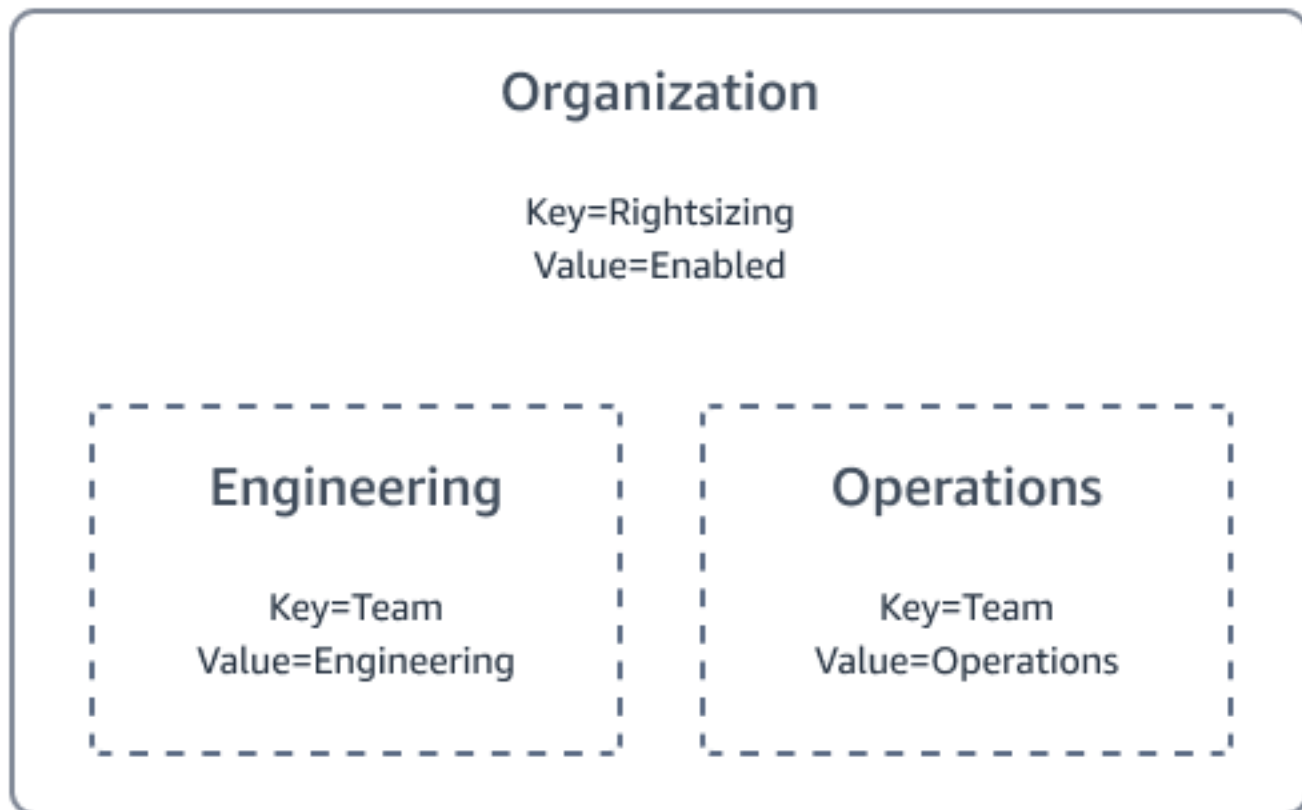 Organization
Key=Rightsizing
Value=Enabled
Engineering
Key=Team
Value=Engineering
Operations
Key=Team
Value=Operations